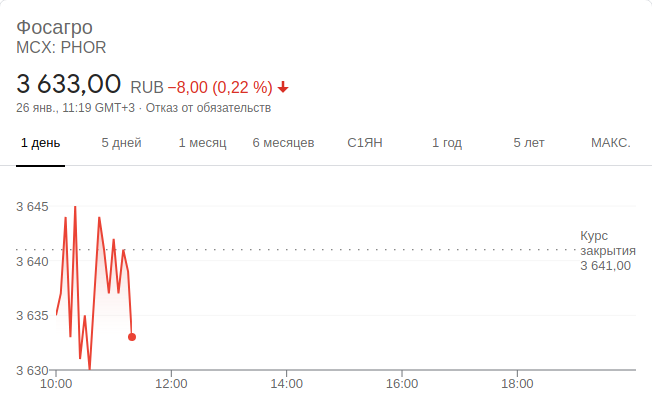 Фосагро
MCX: PHOR
3 633,00 RUB −8,00 (0,22 %)
26 янв., 11:19 GMT+3 · Отказ от обязательств
1 день 5 дней 1 месяц 6 месяцев С1ЯН 1 год 5 лет МАКС.
3 645
Курс
закрытия
3 641,00
3 640
3 635
3 630
10:00 12:00 14:00 16:00 18:00